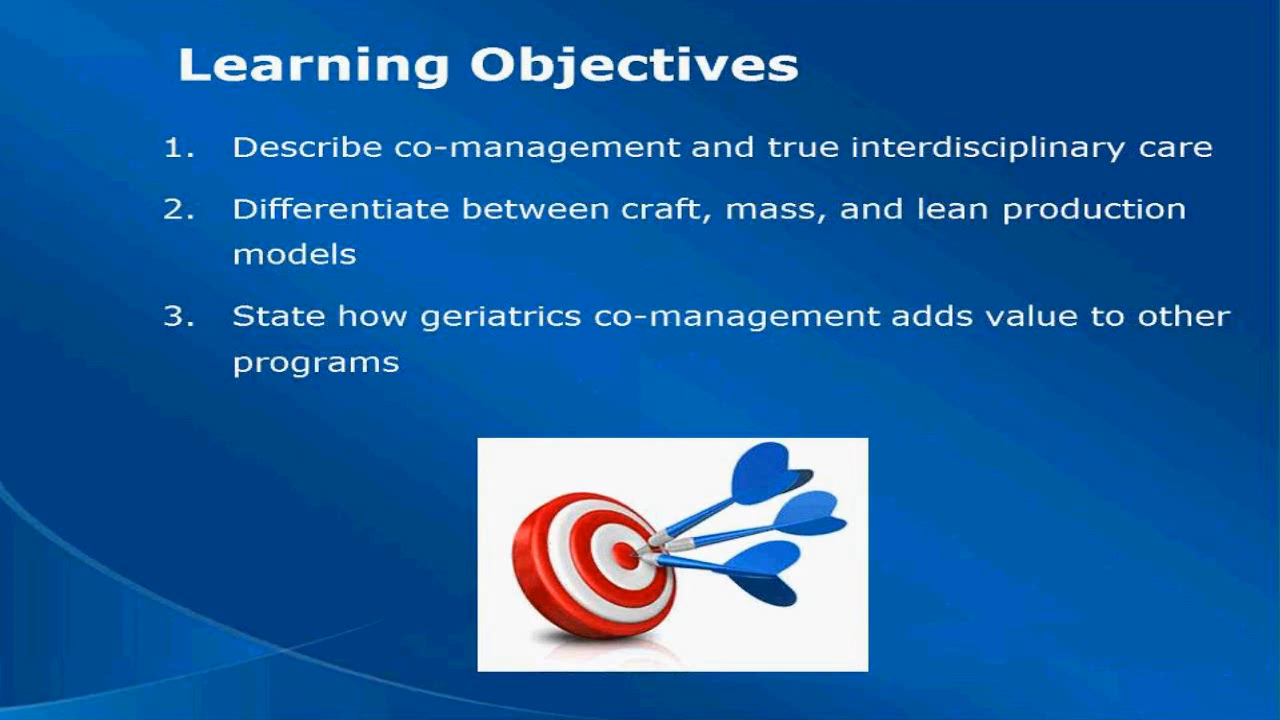 Learning Objectives
1. Describe co-management and true interdisciplinary care
2. Differentiate between craft, mass, and lean production
models
3. State how geriatrics co-management adds value to other
programs